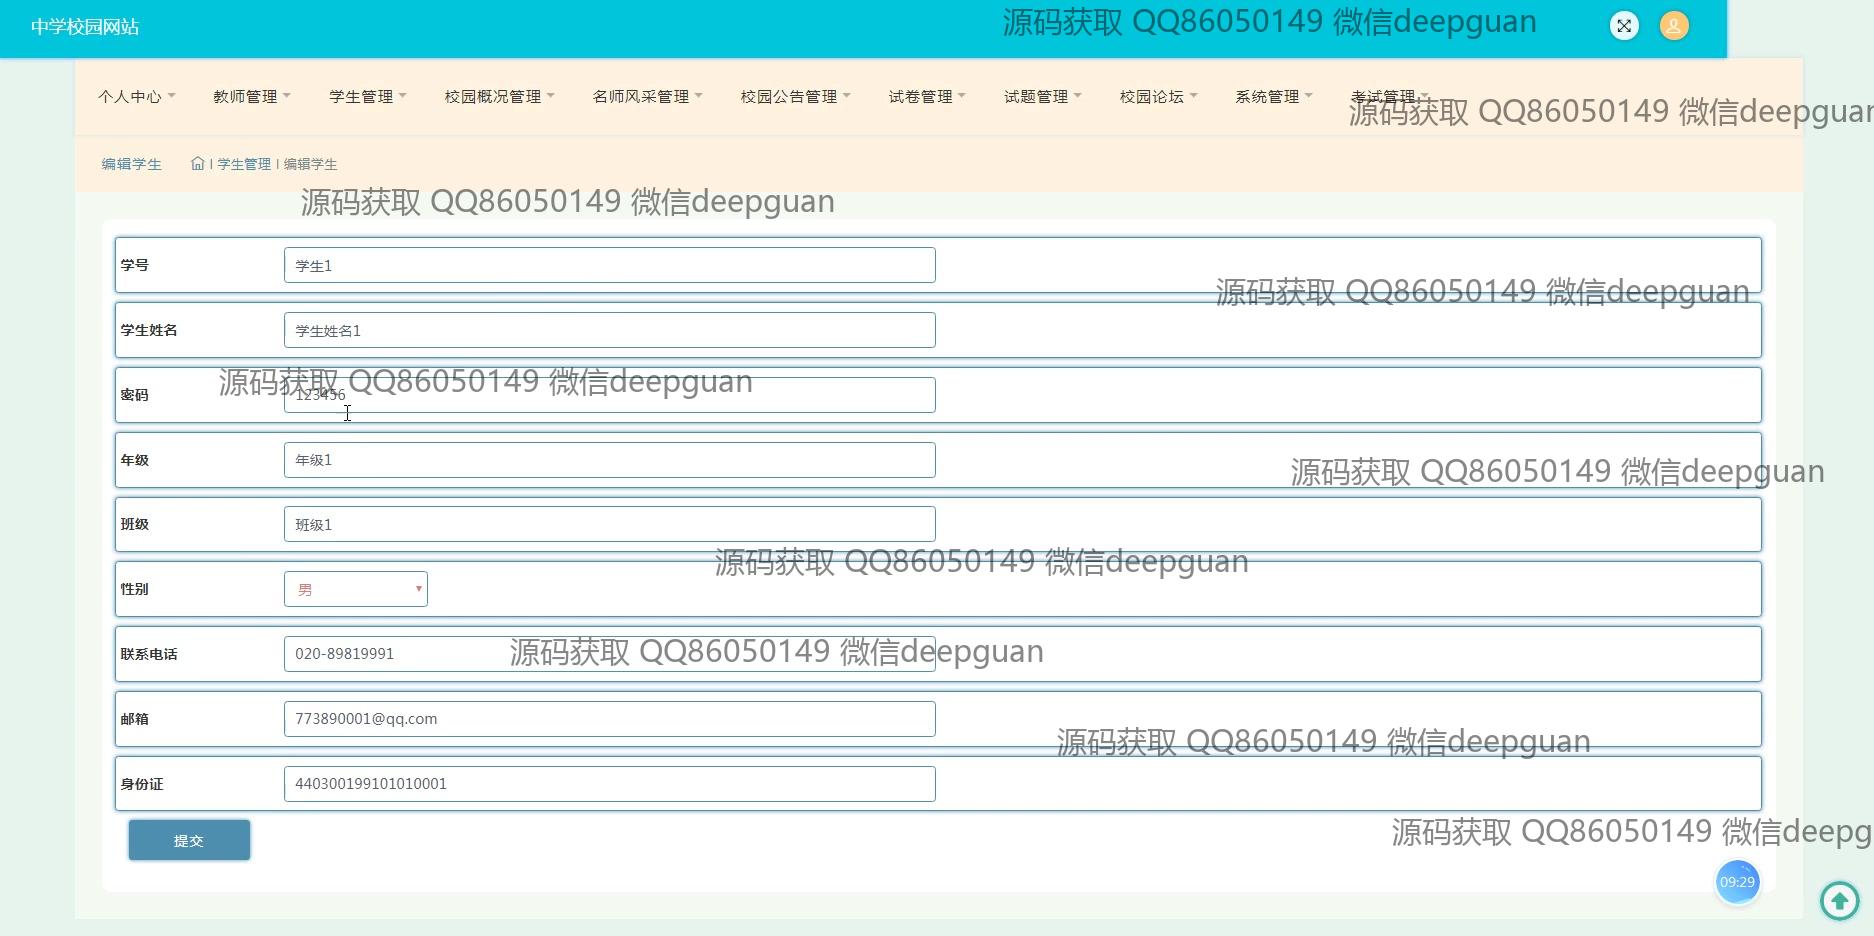 中学校园网站
源码获取 QQ86050149 微信deepguan
个人中心 教师管理 学生管理 校园概况管理 名师风采管理 校园公告管理 试卷管理 试题管理 校园论坛 系统管理 考试管理
源码获取 QQ86050149 微信deepguan
编辑学生 | 学生管理 | 编辑学生
源码获取 QQ86050149 微信deepguan
学号 学生1
源码获取 QQ86050149 微信deepguan
学生姓名 学生姓名1
源码获取 QQ86050149 微信deepguan
密码 123456
年级 年级1
源码获取 QQ86050149 微信deepguan
班级 班级1
源码获取 QQ86050149 微信deepguan
性别 男
联系电话 020-89819991
源码获取 QQ86050149 微信deepguan
邮箱 773890001@qq.com
源码获取 QQ86050149 微信deepguan
身份证 440300199101010001
源码获取 QQ86050149 微信deepg
提交
09:29